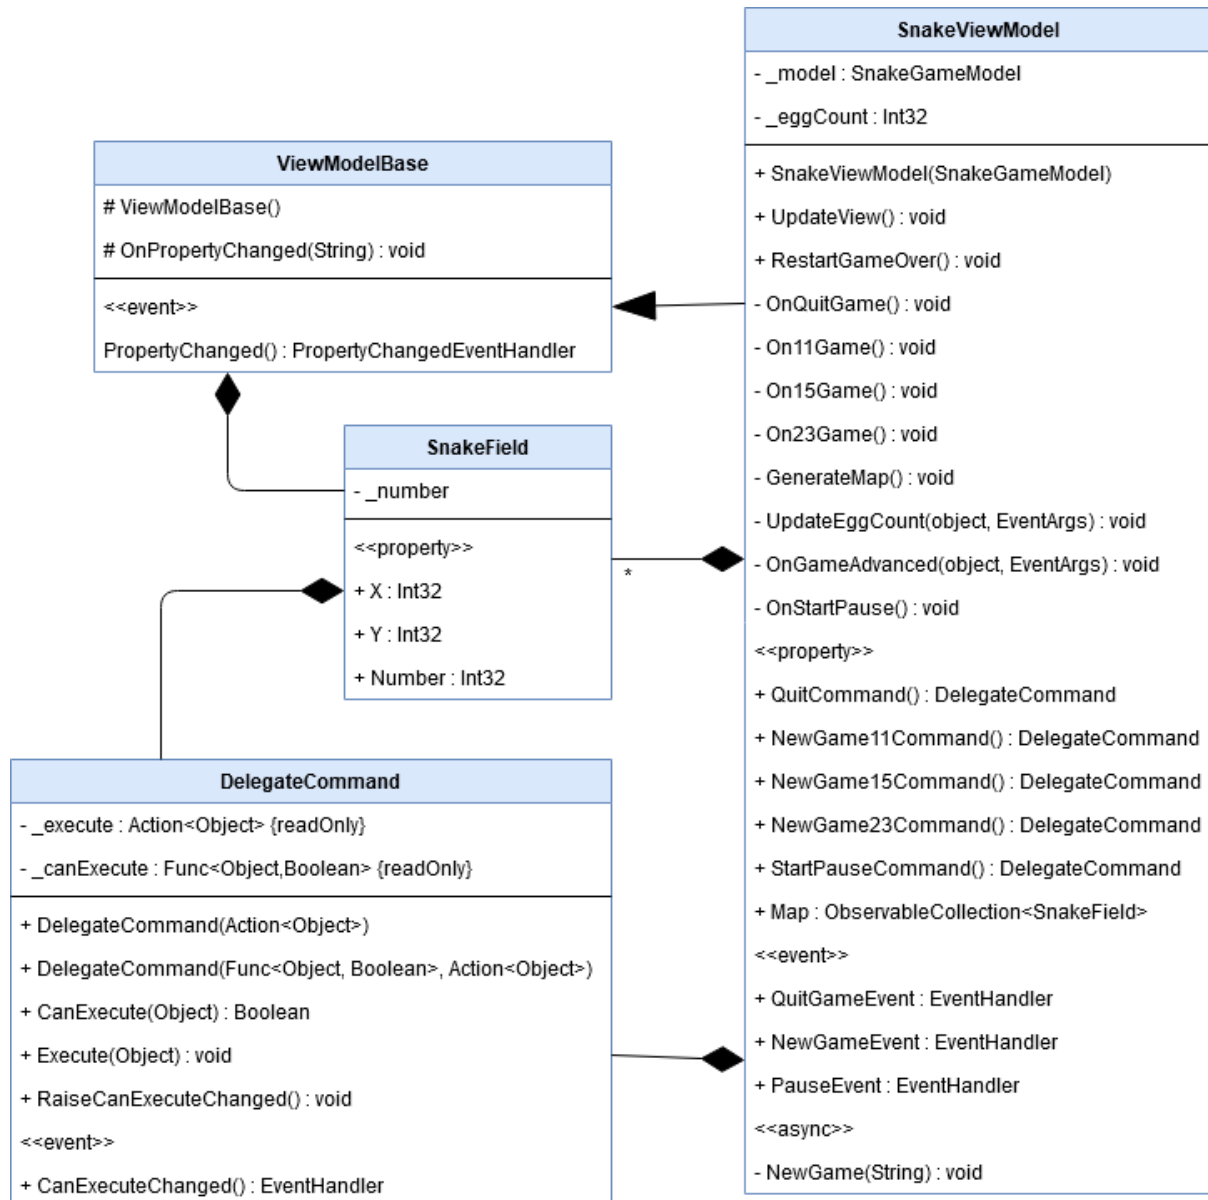 SnakeViewModel
- _model : SnakeGameModel
- _eggCount : Int32
+ SnakeViewModel(SnakeGameModel)
+ UpdateView() : void
+ RestartGameOver() : void
- OnQuitGame() : void
- On11Game() : void
- On15Game() : void
- On23Game() : void
- GenerateMap() : void
- UpdateEggCount(object, EventArgs) : void
- OnGameAdvanced(object, EventArgs) : void
- OnStartPause() : void
<<property>>
+ QuitCommand() : DelegateCommand
+ NewGame11Command() : DelegateCommand
+ NewGame15Command() : DelegateCommand
+ NewGame23Command() : DelegateCommand
+ StartPauseCommand() : DelegateCommand
+ Map : ObservableCollection<SnakeField>
<<event>>
+ QuitGameEvent : EventHandler
+ NewGameEvent : EventHandler
+ PauseEvent : EventHandler
<<async>>
- NewGame(String) : void
ViewModelBase
# ViewModelBase()
# OnPropertyChanged(String) : void
<<event>>
PropertyChanged() : PropertyChangedEventHandler
SnakeField
- _number
<<property>>
+ X : Int32
+ Y : Int32
+ Number : Int32
*
DelegateCommand
- _execute : Action<Object> {readOnly}
- _canExecute : Func<Object,Boolean> {readOnly}
+ DelegateCommand(Action<Object>)
+ DelegateCommand(Func<Object, Boolean>, Action<Object>)
+ CanExecute(Object) : Boolean
+ Execute(Object) : void
+ RaiseCanExecuteChanged() : void
<<event>>
+ CanExecuteChanged() : EventHandler